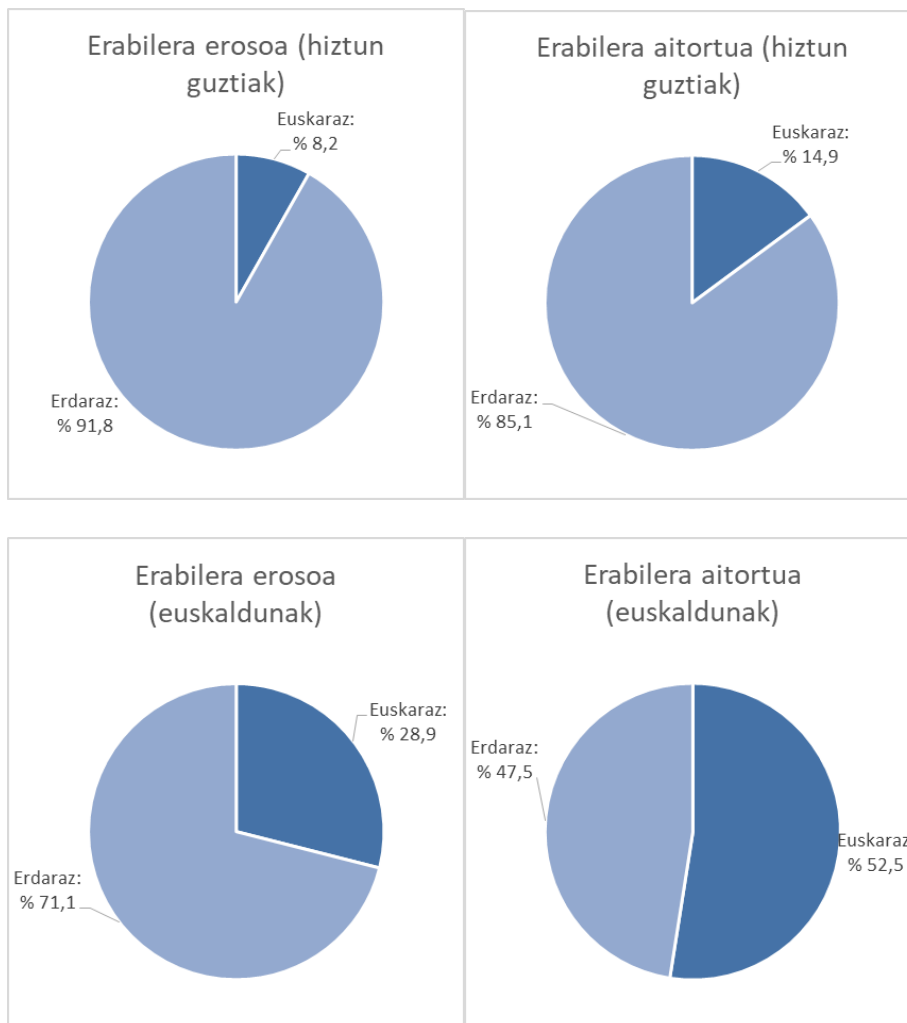 Erabilera erosoa (hiztun
guztiak)
Euskaraz:
% 8,2
Erdaraz:
% 91,8
Erabilera aitortua (hiztun
guztiak)
Euskaraz:
% 14,9
Erdaraz:
% 85,1
Erabilera erosoa
(euskaldunak)
Euskaraz:
% 28,9
Erdaraz:
% 71,1
Erabilera aitortua
(euskaldunak)
Erdaraz:
% 47,5
Euskaraz
% 52,5